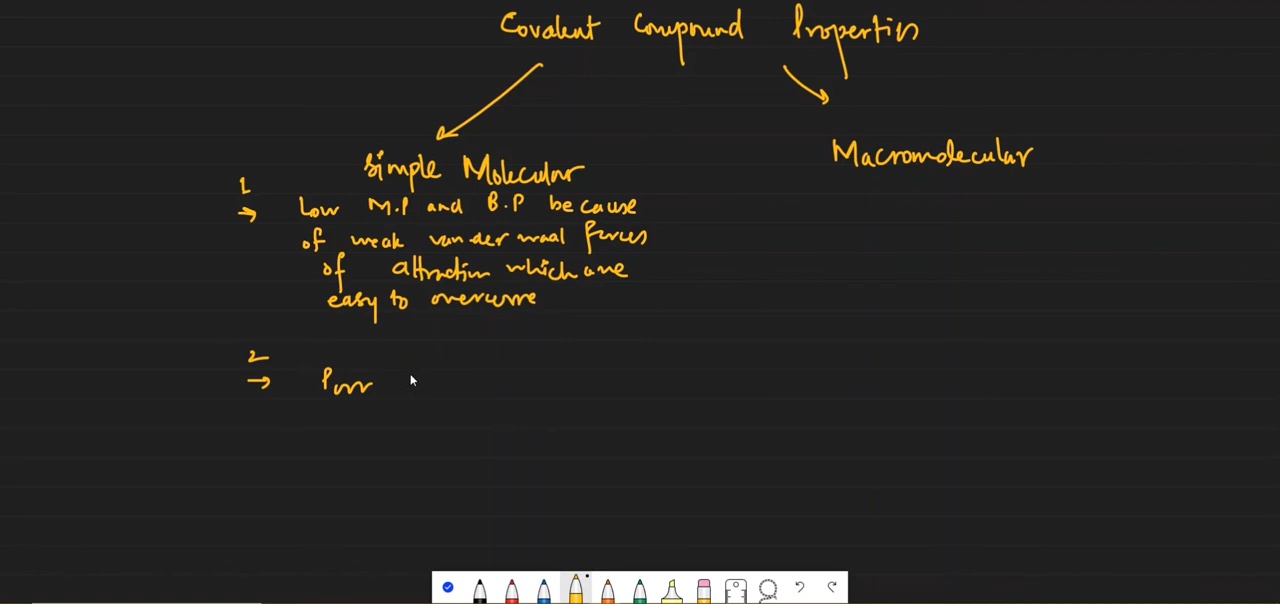 Covalent Compound Properties
Simple Molecular
Macromolecular
1
→ Low M.P and B.P because
of weak van der waal forces
of attraction which are
easy to overcome
2
→